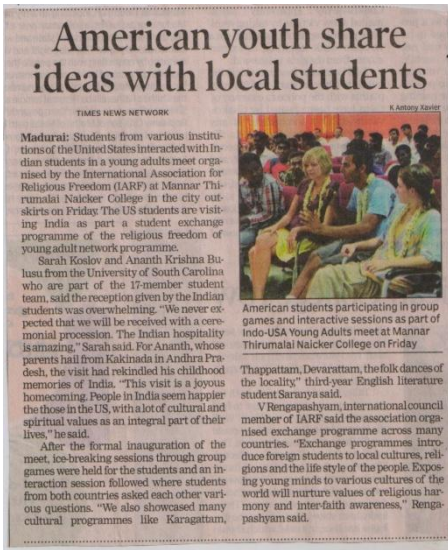 American youth share
ideas with local students
TIMES NEWS NETWORK
Madurai: Students from various institu-
tions of the United States interacted with In-
dian students in a young adults meet orga-
nised by the International Association for
Religious Freedom (IARF) at Mannar Thi-
rumalai Naicker College in the city out-
skirts on Friday. The US students are visit-
ing India as part a student exchange
programme of the religious freedom of
young adult network programme.
Sarah Koslov and Ananth Krishna Bu-
lusu from the University of South Carolina
who are part of the 17-member student
team, said the reception given by the Indian
students was overwhelming. “We never ex-
pected that we will be received with a cere-
monial procession. The Indian hospitality
is amazing,” Sarah said. For Ananth, whose
parents hail from Kakinada in Andhra Pra-
desh, the visit had rekindled his childhood
memories of India. “This visit is a joyous
homecoming. People in India seem happier
the those in the US, with a lot of cultural and
spiritual values as an integral part of their
lives,” he said.
After the formal inauguration of the
meet, ice-breaking sessions through group
games were held for the students and an in-
teraction session followed where students
from both countries asked each other vari-
ous questions. “We also showcased many
cultural programmes like Karagattam,
K Antony Xavier
American students participating in group
games and interactive sessions as part of
Indo-USA Young Adults meet at Mannar
Thirumalai Naicker College on Friday
Thappattam, Devarattam, the folk dances of
the locality,” third-year English literature
student Saranya said.
V Rengapashyam, international council
member of IARF said the association orga-
nised exchange programme across many
countries. “Exchange programmes intro-
duce foreign students to local cultures, reli-
gions and the life style of the people. Expos-
ing young minds to various cultures of the
world will nurture values of religious har-
mony and inter-faith awareness,” Renga-
pashyam said.